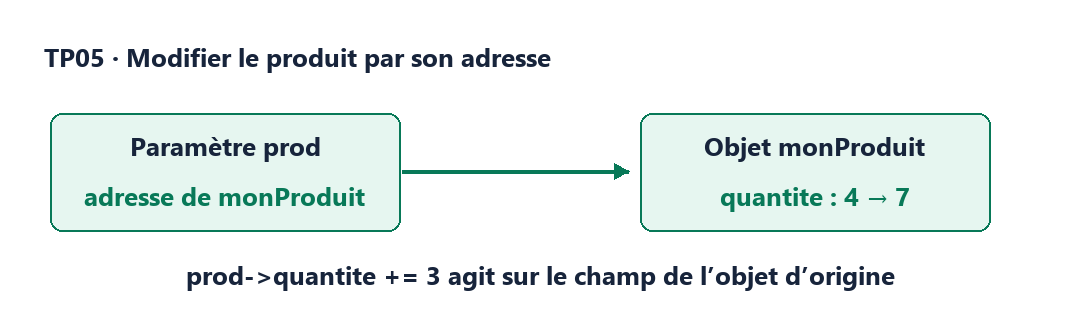 TP05 · Modifier le produit par son adresse
Paramètre prod
adresse de monProduit
Objet monProduit
quantite : 4 → 7
prod->quantite += 3 agit sur le champ de l’objet d’origine